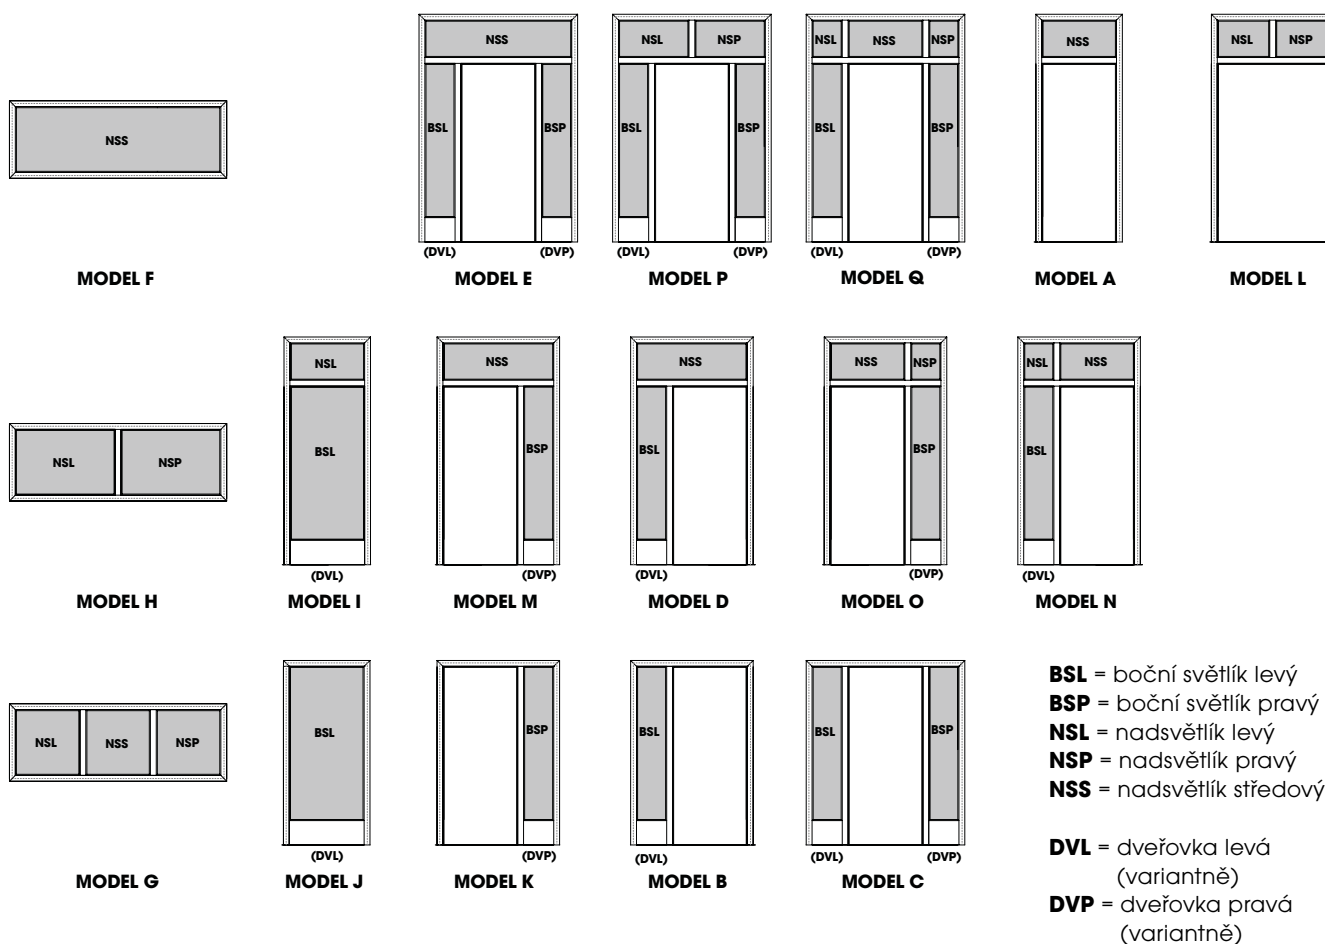 NSS
MODEL F
NSS
BSL
BSP
(DVL)
(DVP)
MODEL E
NSL
NSP
BSL
BSP
(DVL)
(DVP)
MODEL P
NSL
NSS
NSP
BSL
BSP
(DVL)
(DVP)
MODEL Q
NSS
MODEL A
NSL
NSP
MODEL L
NSL
NSP
MODEL H
NSL
BSL
(DVL)
MODEL I
NSS
BSP
(DVP)
MODEL M
NSS
BSL
(DVL)
MODEL D
NSS
NSP
BSP
(DVP)
MODEL O
NSL
NSS
BSL
(DVL)
MODEL N
NSL
NSS
NSP
MODEL G
BSL
(DVL)
MODEL J
BSP
(DVP)
MODEL K
BSL
(DVL)
MODEL B
BSL
BSP
(DVL)
(DVP)
MODEL C
BSL = boční světlík levý
BSP = boční světlík pravý
NSL = nadsvětlík levý
NSP = nadsvětlík pravý
NSS = nadsvětlík středový
DVL = dveřovka levá
(variantně)
DVP = dveřovka pravá
(variantně)